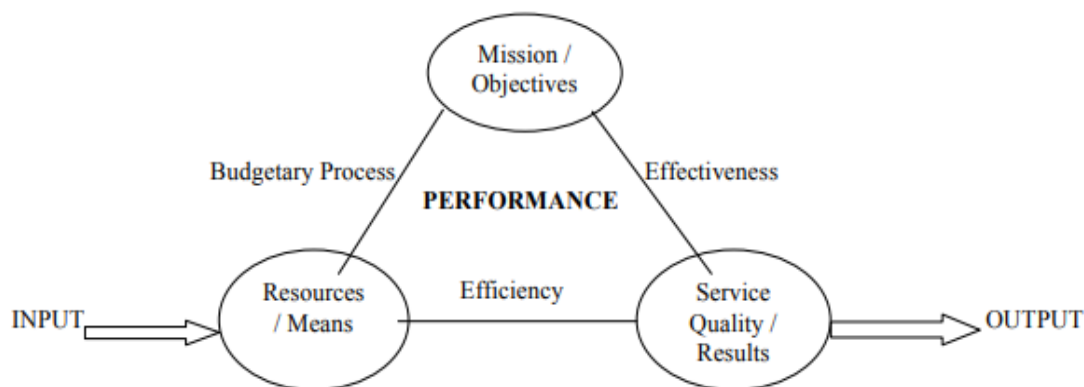 Mission /
Objectives
Budgetary Process
Effectiveness
PERFORMANCE
Efficiency
INPUT
Resources
/ Means
Service
Quality /
Results
OUTPUT